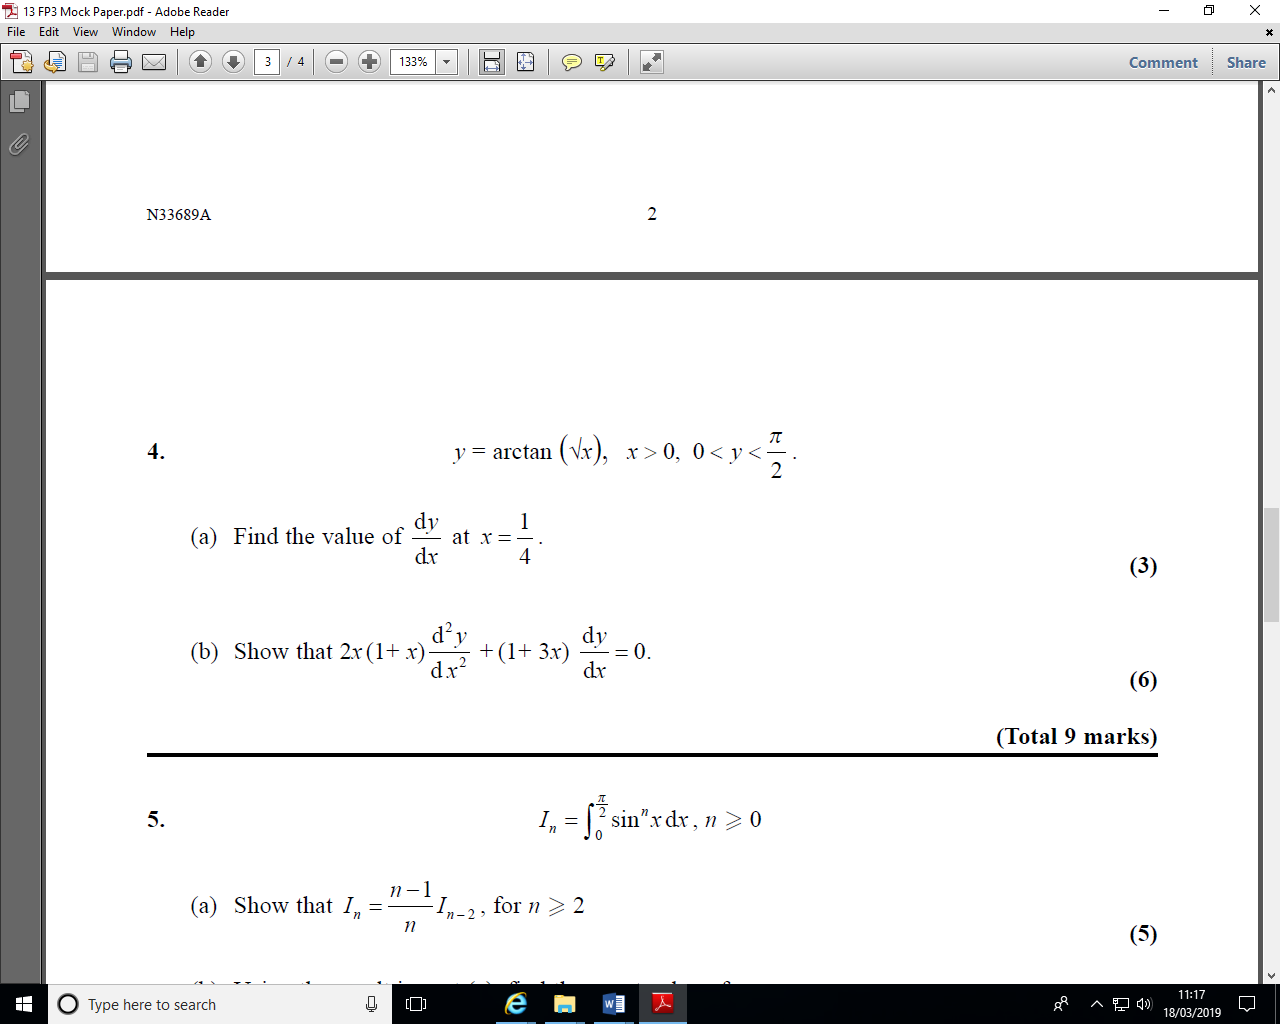 13 FP3 Mock Paper.pdf - Adobe Reader
File Edit View Window Help
3 / 4 133% Comment Share
N33689A 2
4. y = arctan (√x), x > 0, 0 < y < π/2 .
(a) Find the value of dy/dx at x = 1/4 .
(3)
(b) Show that 2x(1+ x) d²y/dx² + (1+ 3x) dy/dx = 0.
(6)
(Total 9 marks)
5. Iₙ = ∫₀^(π/2) sinⁿ x dx , n ⩾ 0
(a) Show that Iₙ = (n−1)/n Iₙ₋₂ , for n ⩾ 2
(5)
Type here to search
11:17
18/03/2019